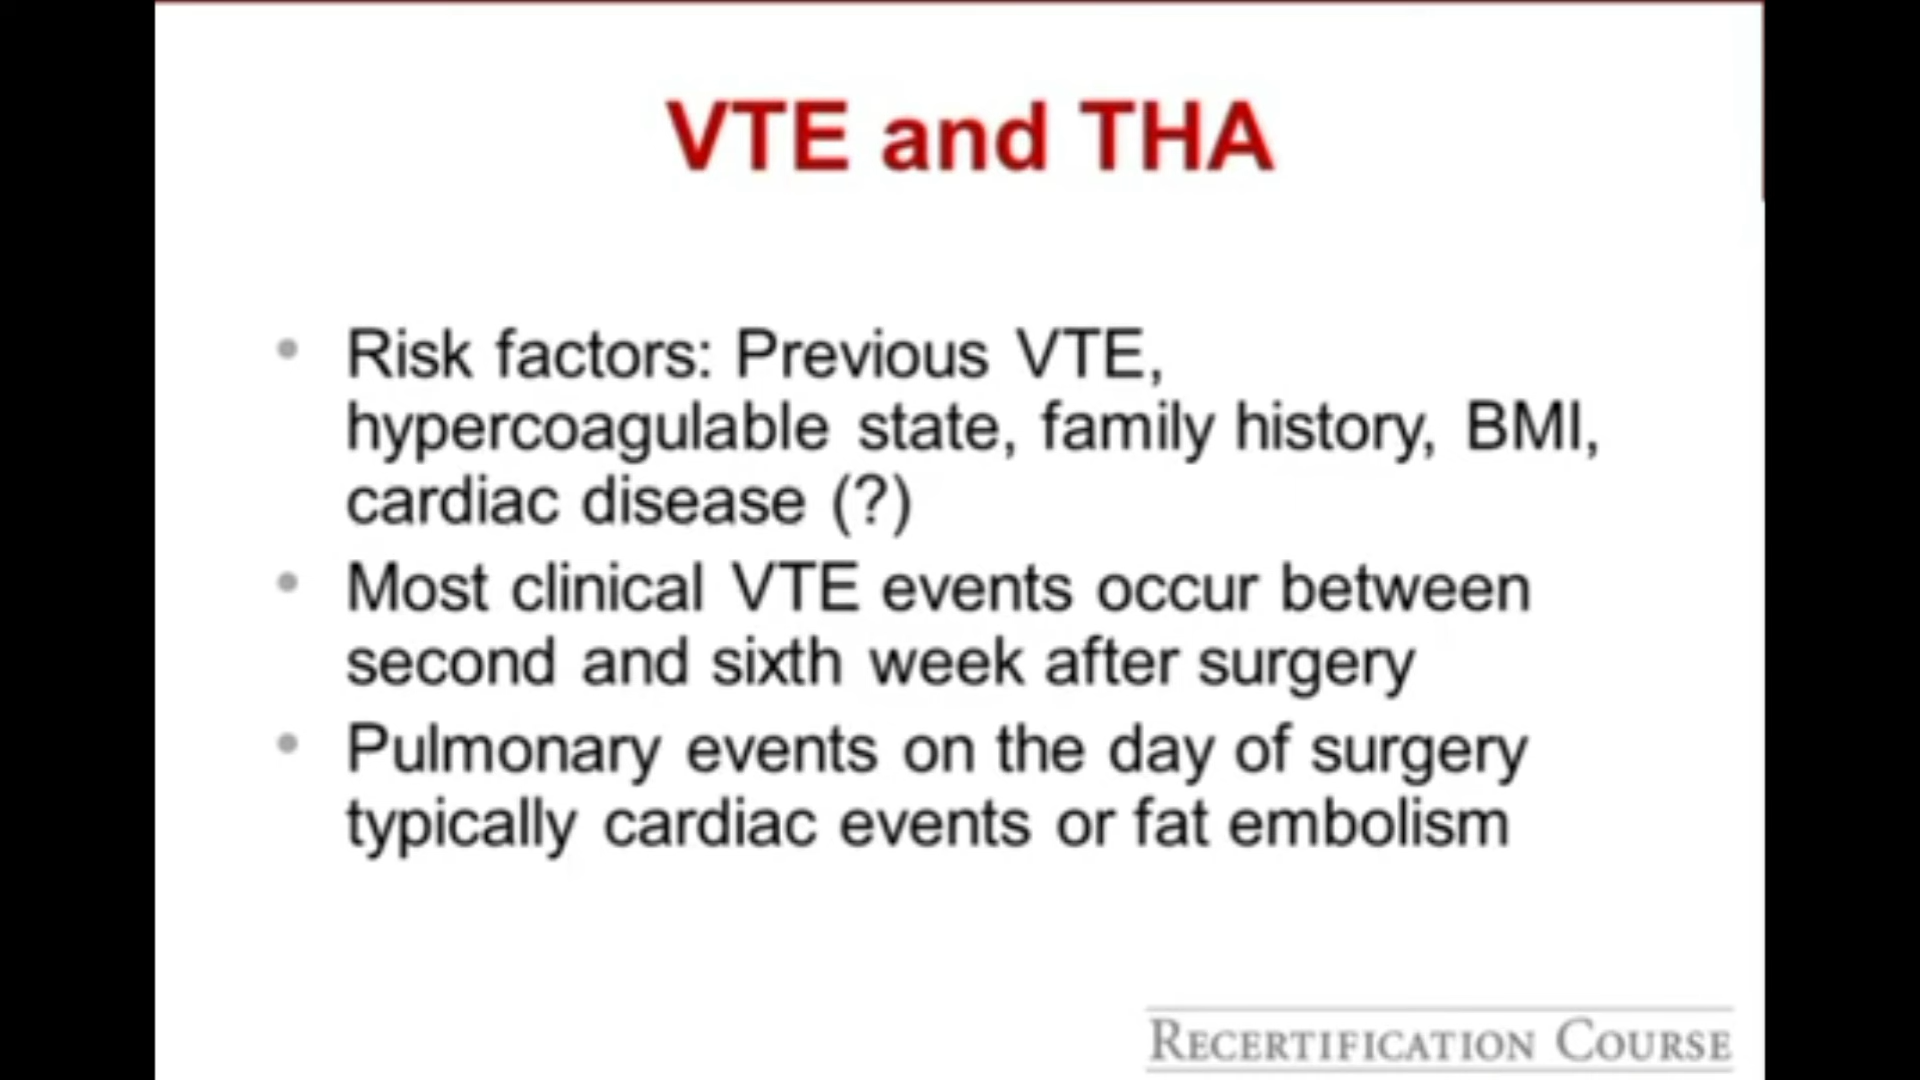 VTE and THA
• Risk factors: Previous VTE,
hypercoagulable state, family history, BMI,
cardiac disease (?)
• Most clinical VTE events occur between
second and sixth week after surgery
• Pulmonary events on the day of surgery
typically cardiac events or fat embolism
RECERTIFICATION COURSE